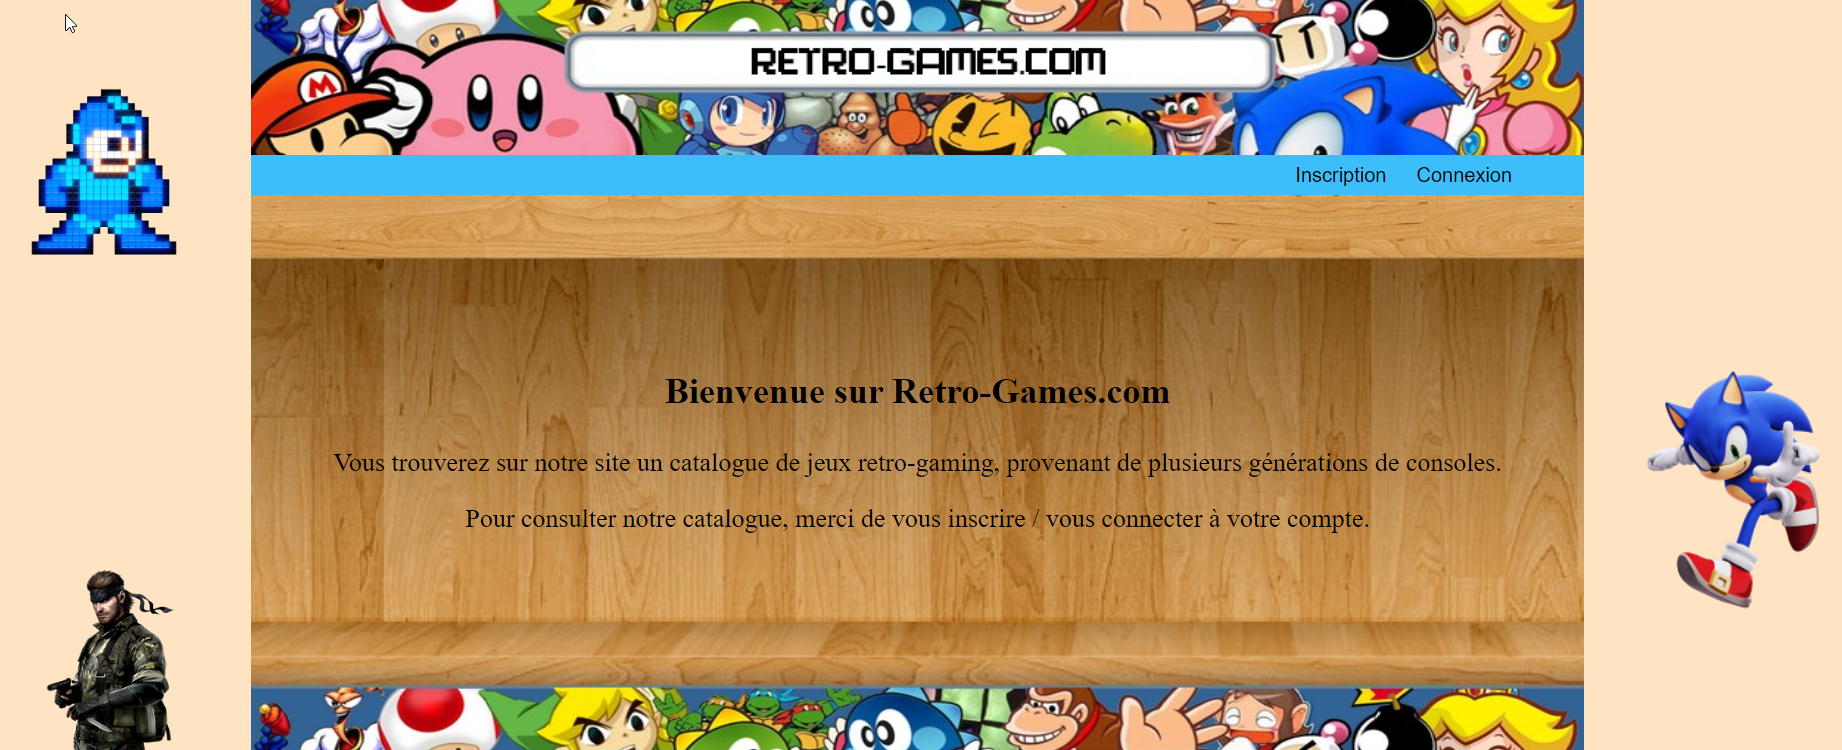 RETRO-GAMES.COM
Inscription Connexion
Bienvenue sur Retro-Games.com
Vous trouverez sur notre site un catalogue de jeux retro-gaming, provenant de plusieurs générations de consoles.
Pour consulter notre catalogue, merci de vous inscrire / vous connecter à votre compte.